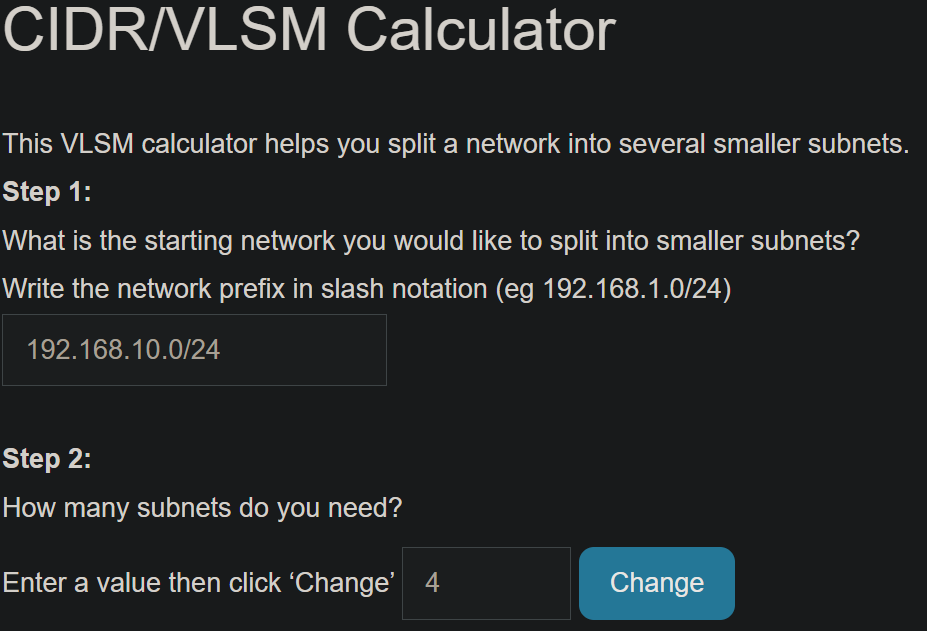 CIDR/VLSM Calculator
This VLSM calculator helps you split a network into several smaller subnets.
Step 1:
What is the starting network you would like to split into smaller subnets?
Write the network prefix in slash notation (eg 192.168.1.0/24)
192.168.10.0/24
Step 2:
How many subnets do you need?
Enter a value then click ‘Change’ 4 Change